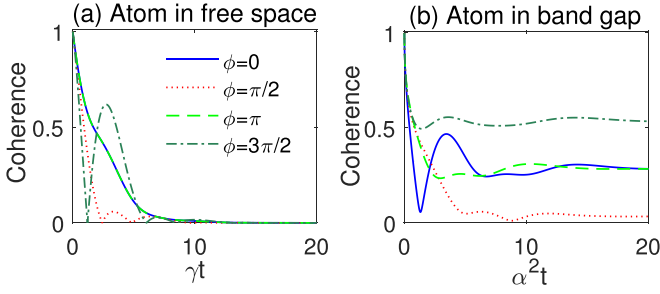 (a) Atom in free space
Coherence
1
0.5
0
ϕ=0
ϕ=π/2
ϕ=π
ϕ=3π/2
0
10
20
γt
(b) Atom in band gap
Coherence
1
0.5
0
0
10
20
α²t